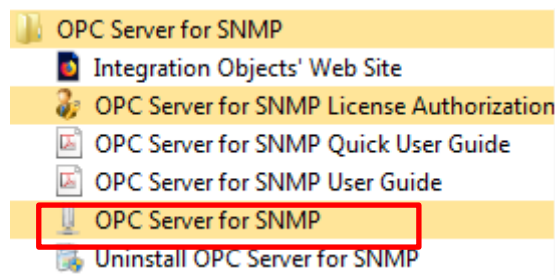 OPC Server for SNMP
Integration Objects' Web Site
OPC Server for SNMP License Authorization
OPC Server for SNMP Quick User Guide
OPC Server for SNMP User Guide
OPC Server for SNMP
Uninstall OPC Server for SNMP